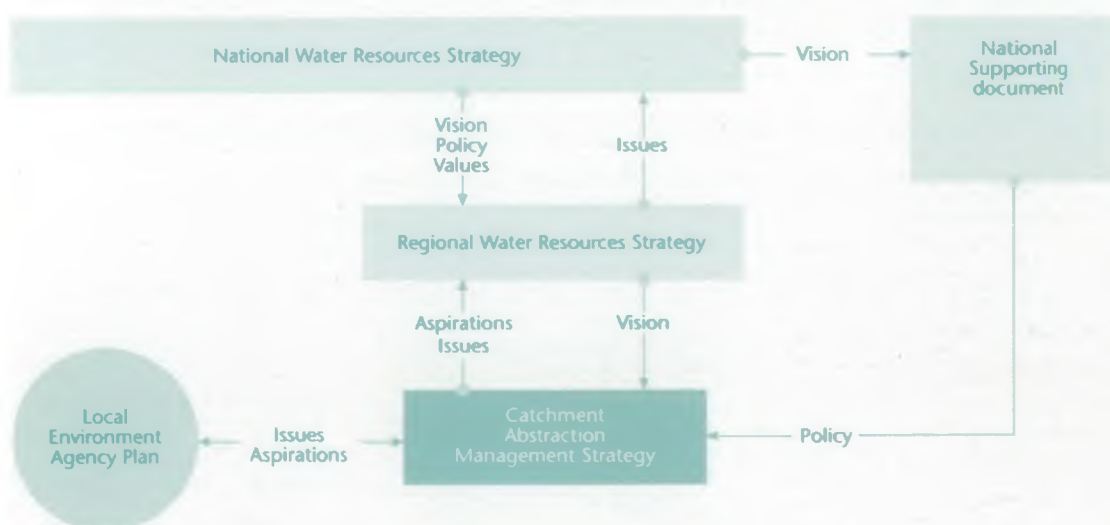 National Water Resources Strategy
Vision
National
Supporting
document
Vision
Policy
Values
Issues
Regional Water Resources Strategy
Aspirations
Issues
Vision
Local
Environment
Agency Plan
Issues
Aspirations
Catchment
Abstraction
Management Strategy
Policy